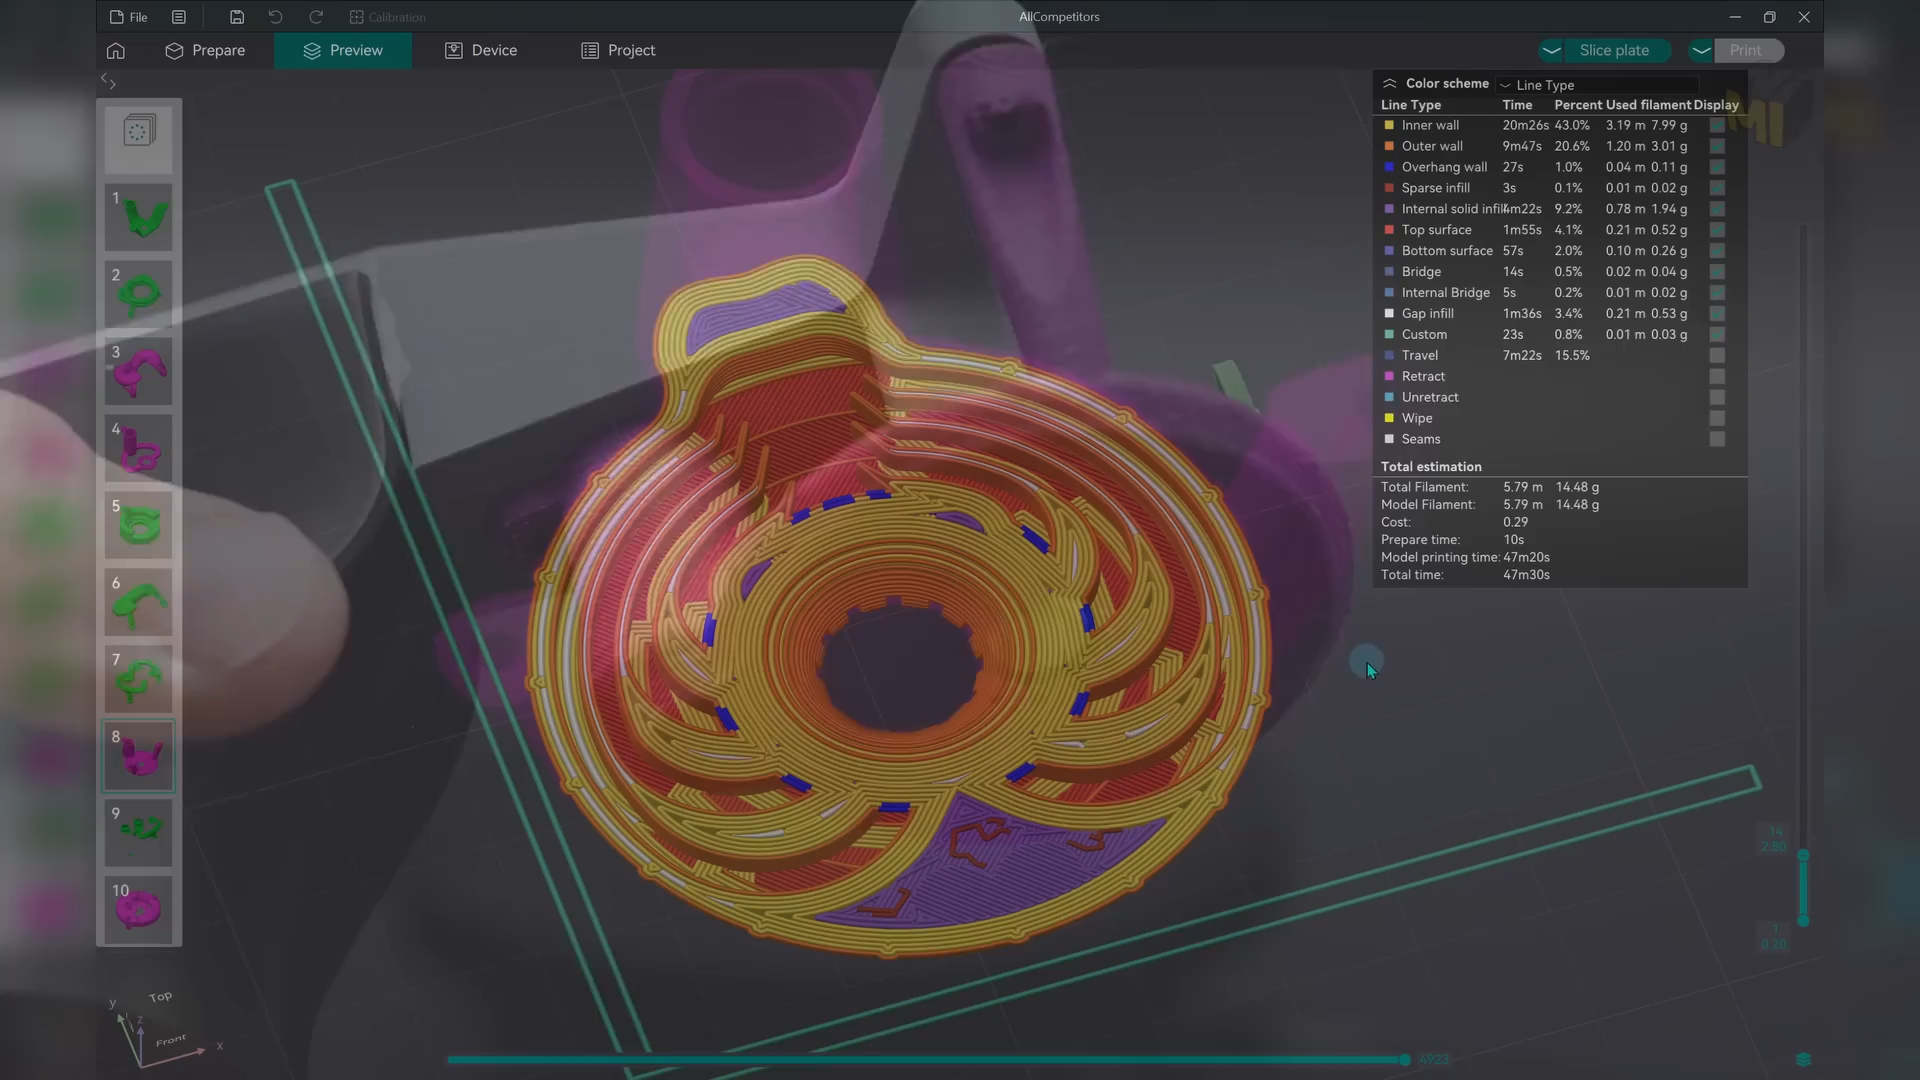 File
Calibration
AllCompetitors
Prepare
Preview
Device
Project
Slice plate
Print
Color scheme
Line Type
Line Type Time Percent Used filament Display
Inner wall 20m26s 43.0% 3.19 m 7.99 g
Outer wall 9m47s 20.6% 1.20 m 3.01 g
Overhang wall 27s 1.0% 0.04 m 0.11 g
Sparse infill 3s 0.1% 0.01 m 0.02 g
Internal solid infill 4m22s 9.2% 0.78 m 1.94 g
Top surface 1m55s 4.1% 0.21 m 0.52 g
Bottom surface 57s 2.0% 0.10 m 0.26 g
Bridge 14s 0.5% 0.02 m 0.04 g
Internal Bridge 5s 0.2% 0.01 m 0.02 g
Gap infill 1m36s 3.4% 0.21 m 0.53 g
Custom 23s 0.8% 0.01 m 0.03 g
Travel 7m22s 15.5%
Retract
Unretract
Wipe
Seams
Total estimation
Total Filament: 5.79 m 14.48 g
Model Filament: 5.79 m 14.48 g
Cost: 0.29
Prepare time: 10s
Model printing time: 47m20s
Total time: 47m30s
MI
1
2
3
4
5
6
7
8
9
10
14
2.80
1
0.20
Top
Front
y
z
x
4923